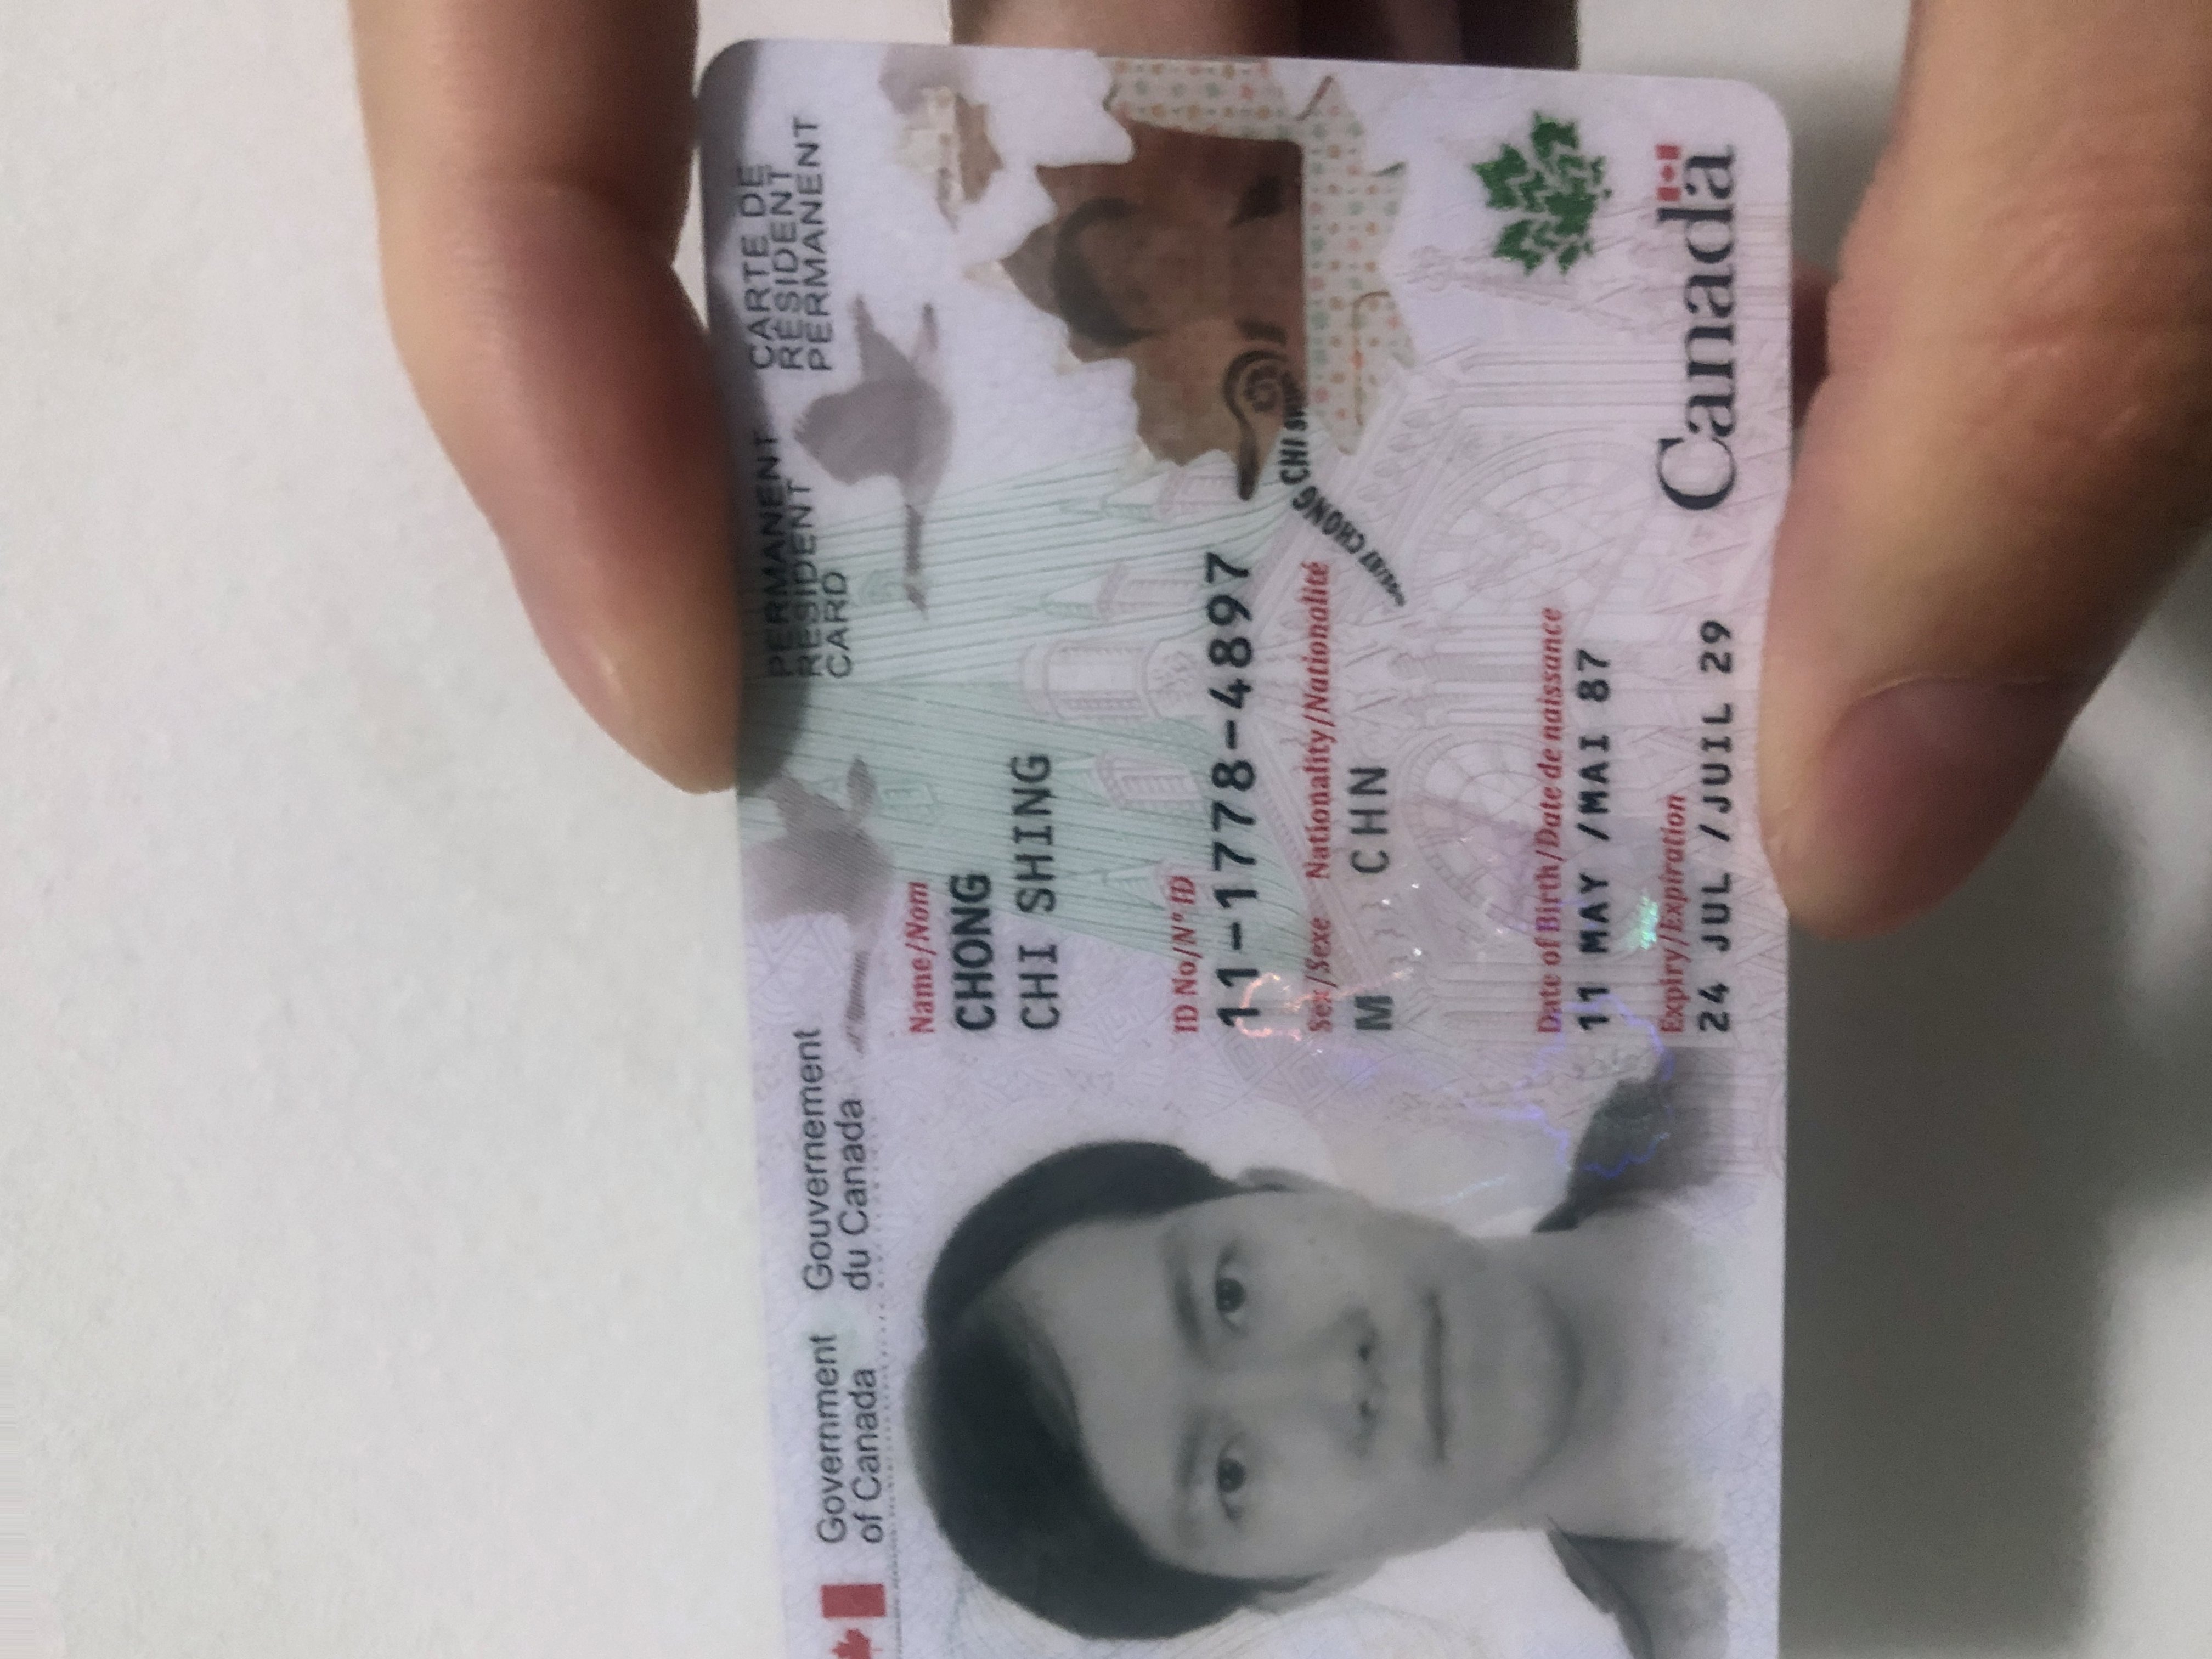 Government of Canada
Gouvernement du Canada
PERMANENT RESIDENT CARD
CARTE DE RÉSIDENT PERMANENT
Name/Nom
CHONG
CHI SHING
ID No/Nº ID
11-1778-4897
Sex/Sexe Nationality/Nationalité
M CHN
CHONG CHI
Date of Birth/Date de naissance
11 MAY /MAI 87
Expiry/Expiration
24 JUL /JUIL 29
Canada